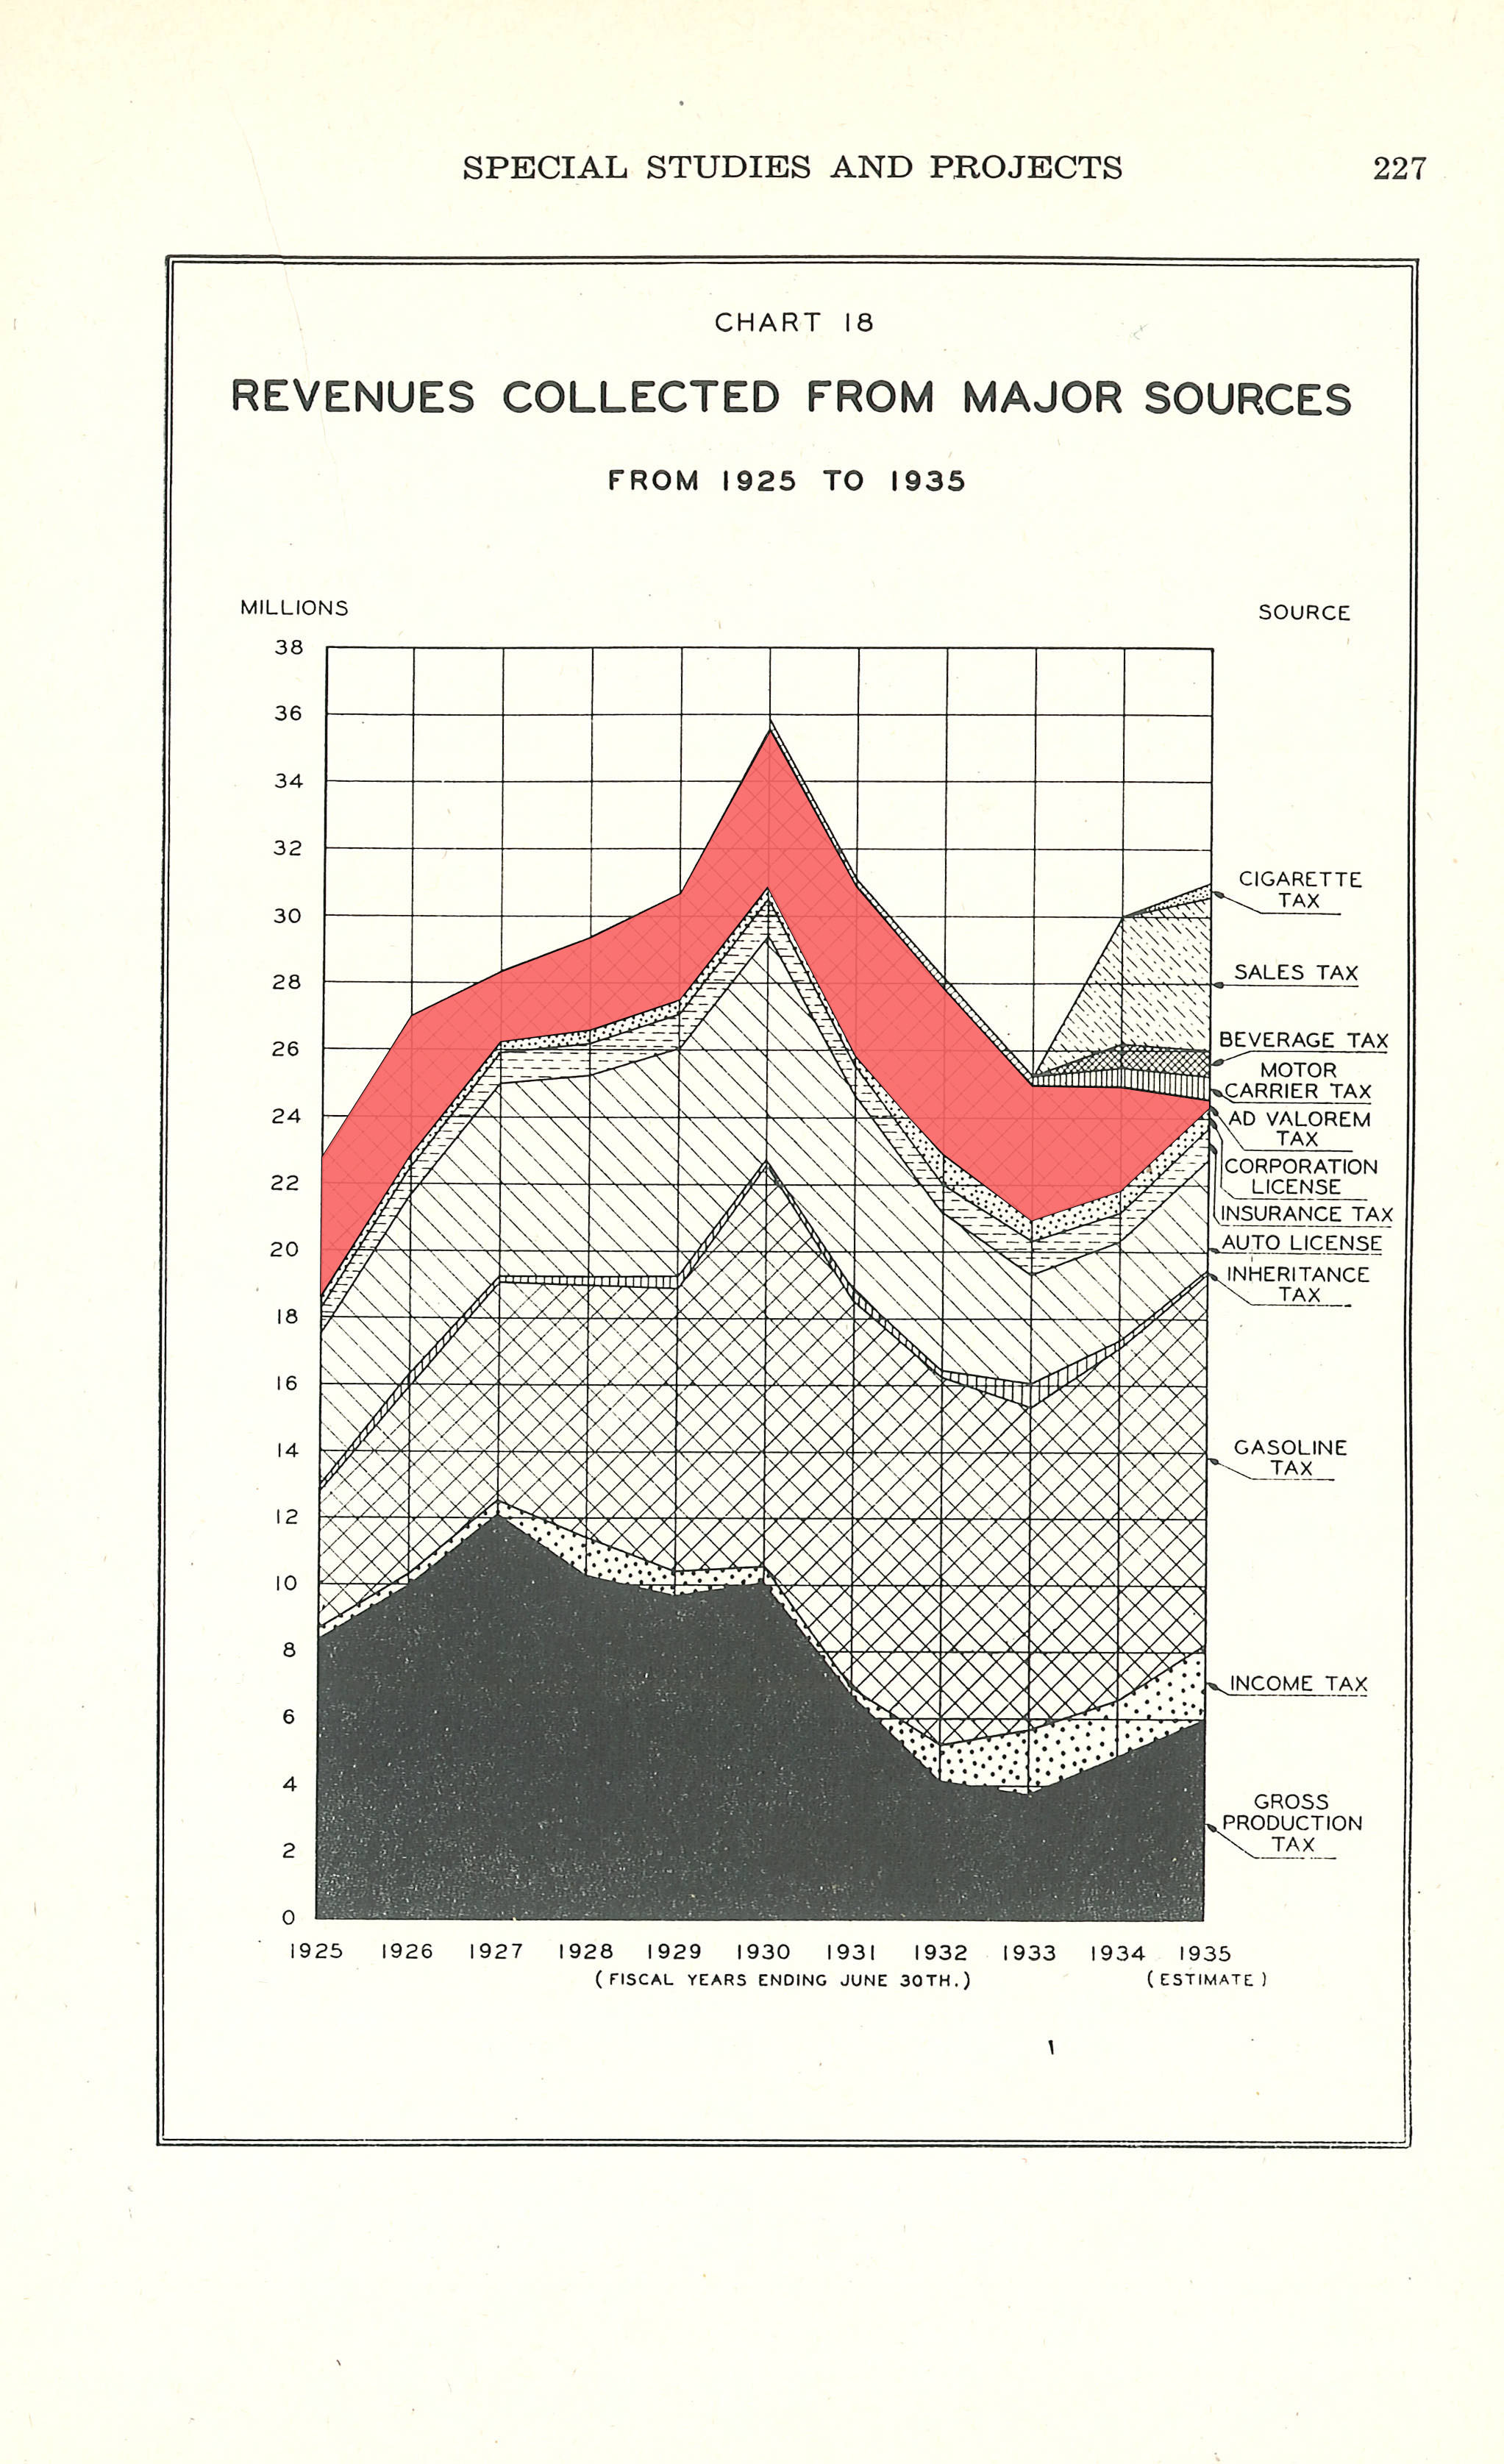 SPECIAL STUDIES AND PROJECTS 227
CHART 18
REVENUES COLLECTED FROM MAJOR SOURCES
FROM 1925 TO 1935
MILLIONS
SOURCE
38
36
34
32
30
28
26
24
22
20
18
16
14
12
10
8
6
4
2
0
CIGARETTE
TAX
SALES TAX
BEVERAGE TAX
MOTOR
CARRIER TAX
AD VALOREM
TAX
CORPORATION
LICENSE
INSURANCE TAX
AUTO LICENSE
INHERITANCE
TAX
GASOLINE
TAX
INCOME TAX
GROSS
PRODUCTION
TAX
1925 1926 1927 1928 1929 1930 1931 1932 1933 1934 1935
(FISCAL YEARS ENDING JUNE 30TH.) (ESTIMATE)